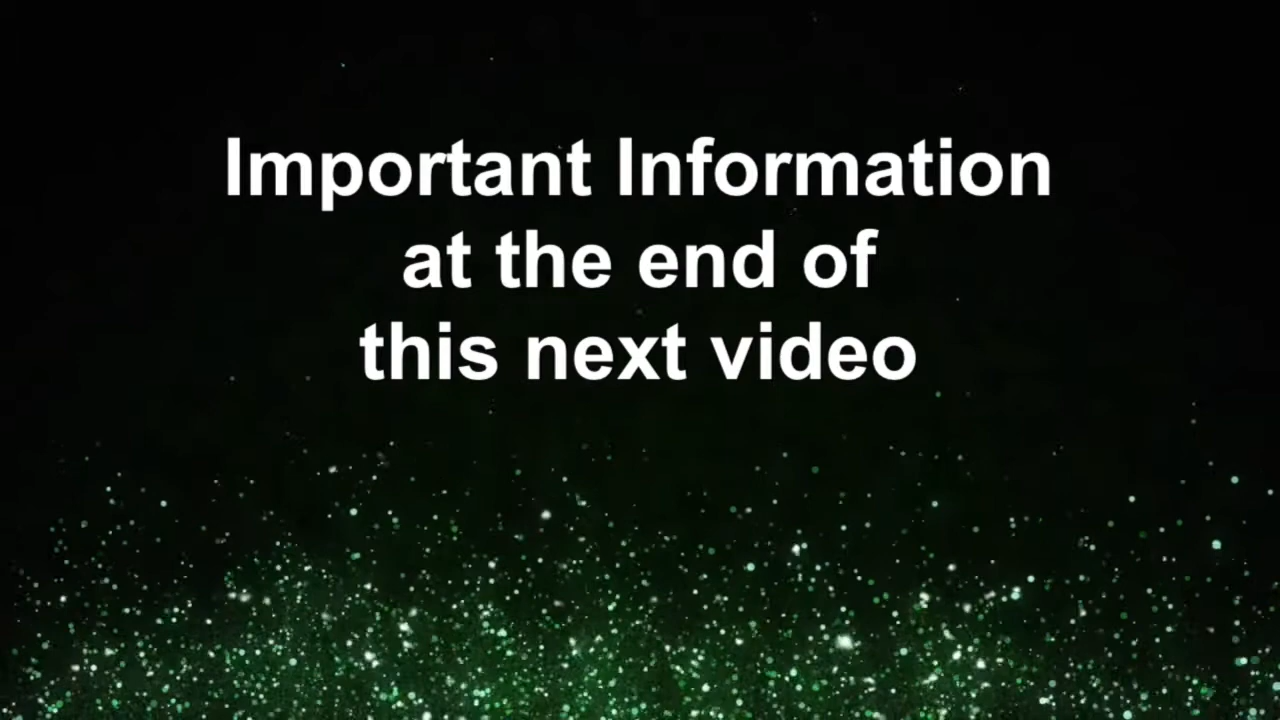 Important Information
at the end of
this next video